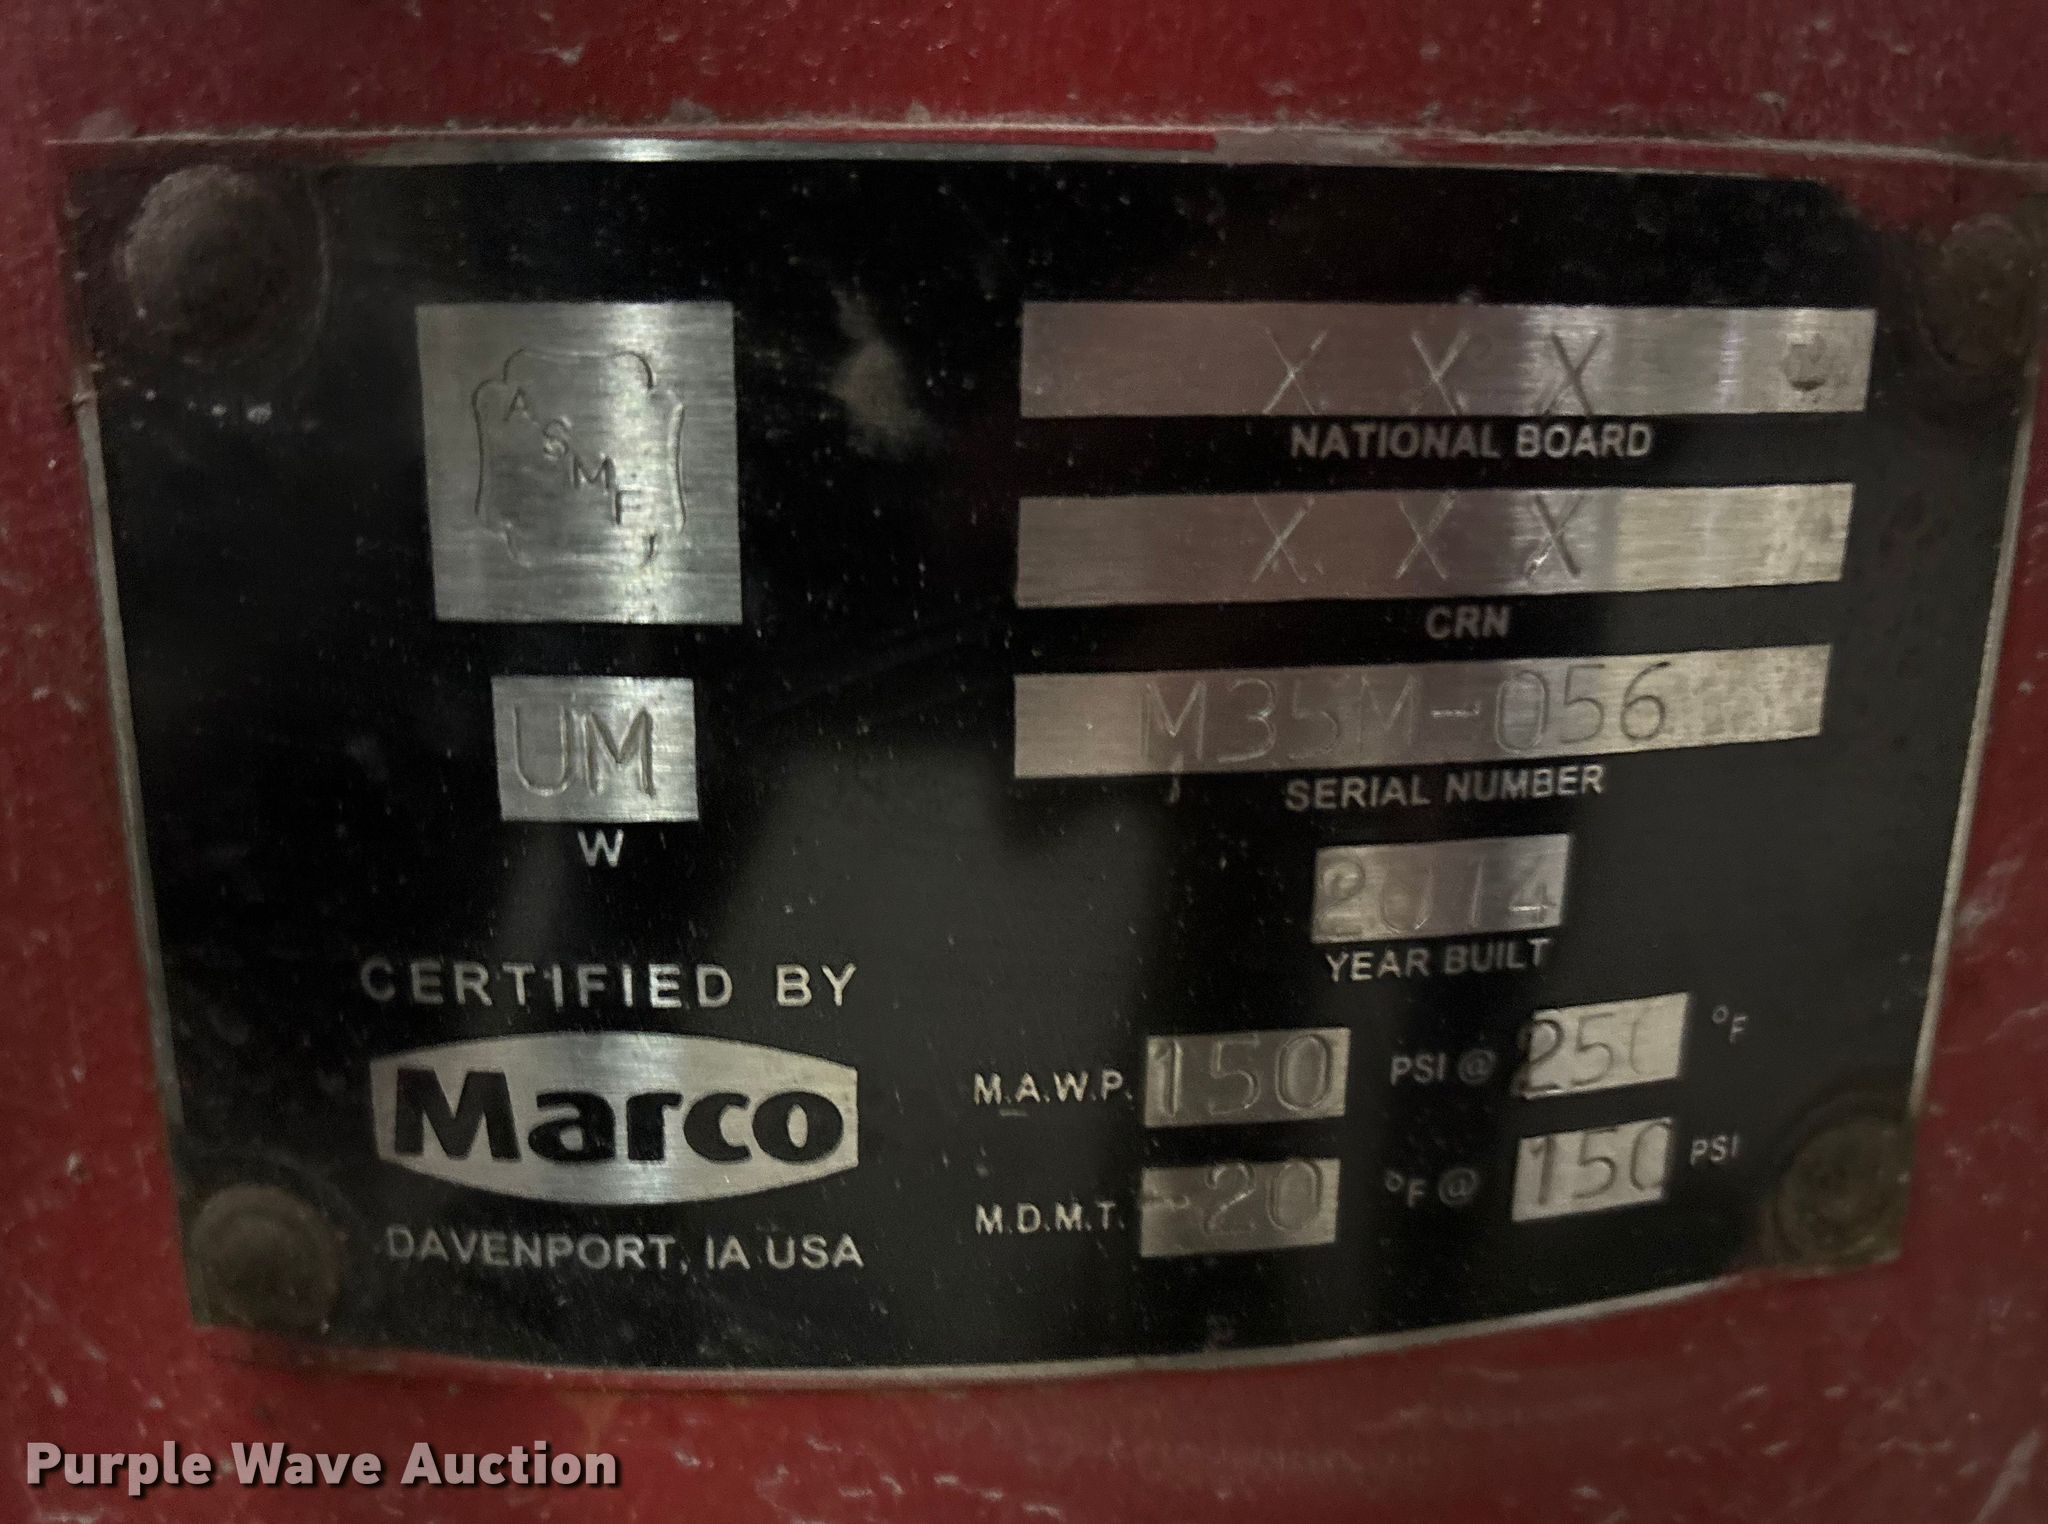 ASME
UM
W
CERTIFIED BY
Marco
DAVENPORT, IA USA
XXX
NATIONAL BOARD
XXX
CRN
M35M-056
SERIAL NUMBER
2014
YEAR BUILT
M.A.W.P. 150 PSI @ 250 °F
M.D.M.T. -20 °F @ 150 PSI
Purple Wave Auction